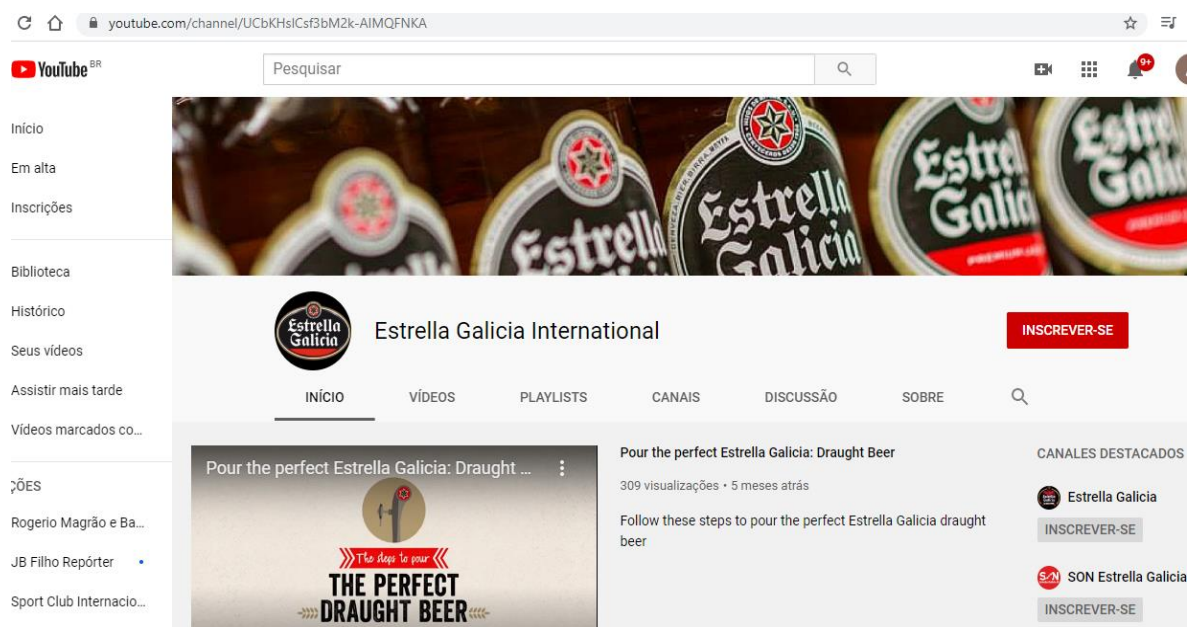 youtube.com/channel/UCbKHsICsf3bM2k-AIMQFNKA
YouTube BR
Pesquisar
9+
Início
Em alta
Inscrições
Biblioteca
Histórico
Seus vídeos
Assistir mais tarde
Vídeos marcados co...
ÇÕES
Rogerio Magrão e Ba...
JB Filho Repórter
Sport Club Internacio...
Estrella
Estrella
Galicia
Estrella
Galicia
PREMIUM
Estrella
Galicia
Estrella Galicia International
INSCREVER-SE
INÍCIO
VÍDEOS
PLAYLISTS
CANAIS
DISCUSSÃO
SOBRE
Pour the perfect Estrella Galicia: Draught ...
The steps to pour
THE PERFECT
DRAUGHT BEER
Pour the perfect Estrella Galicia: Draught Beer
309 visualizações • 5 meses atrás
Follow these steps to pour the perfect Estrella Galicia draught
beer
CANALES DESTACADOS
Estrella Galicia
INSCREVER-SE
SON Estrella Galicia
INSCREVER-SE